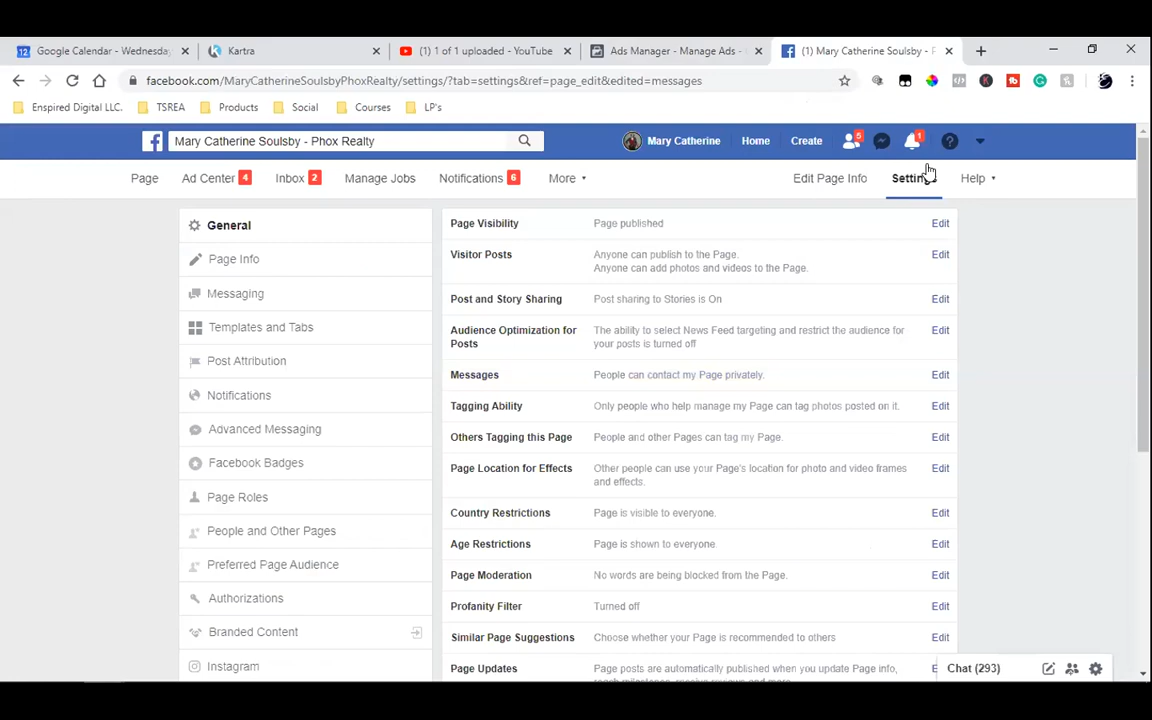 Google Calendar - Wednesday
Kartra
(1) 1 of 1 uploaded - YouTube
Ads Manager - Manage Ads -
(1) Mary Catherine Soulsby - P
facebook.com/MaryCatherineSoulsbyPhoxRealty/settings/?tab=settings&ref=page_edit&edited=messages
Enspired Digital LLC.
TSREA
Products
Social
Courses
LP's
Mary Catherine Soulsby - Phox Realty
Mary Catherine
Home
Create
5
1
Page
Ad Center 4
Inbox 2
Manage Jobs
Notifications 6
More
Edit Page Info
Settings
Help
General
Page Info
Messaging
Templates and Tabs
Post Attribution
Notifications
Advanced Messaging
Facebook Badges
Page Roles
People and Other Pages
Preferred Page Audience
Authorizations
Branded Content
Instagram
Page Visibility Page published Edit
Visitor Posts Anyone can publish to the Page. Edit
Anyone can add photos and videos to the Page.
Post and Story Sharing Post sharing to Stories is On Edit
Audience Optimization for The ability to select News Feed targeting and restrict the audience for Edit
Posts your posts is turned off
Messages People can contact my Page privately. Edit
Tagging Ability Only people who help manage my Page can tag photos posted on it. Edit
Others Tagging this Page People and other Pages can tag my Page. Edit
Page Location for Effects Other people can use your Page's location for photo and video frames Edit
and effects.
Country Restrictions Page is visible to everyone. Edit
Age Restrictions Page is shown to everyone Edit
Page Moderation No words are being blocked from the Page. Edit
Profanity Filter Turned off Edit
Similar Page Suggestions Choose whether your Page is recommended to others Edit
Page Updates Page posts are automatically published when you update Page info,
Chat (293)